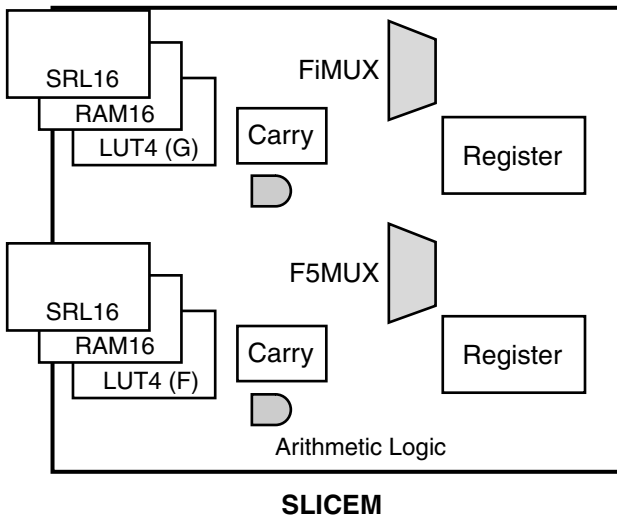 SRL16
RAM16
LUT4 (G)
Carry
FiMUX
Register
SRL16
RAM16
LUT4 (F)
Carry
F5MUX
Register
Arithmetic Logic
SLICEM